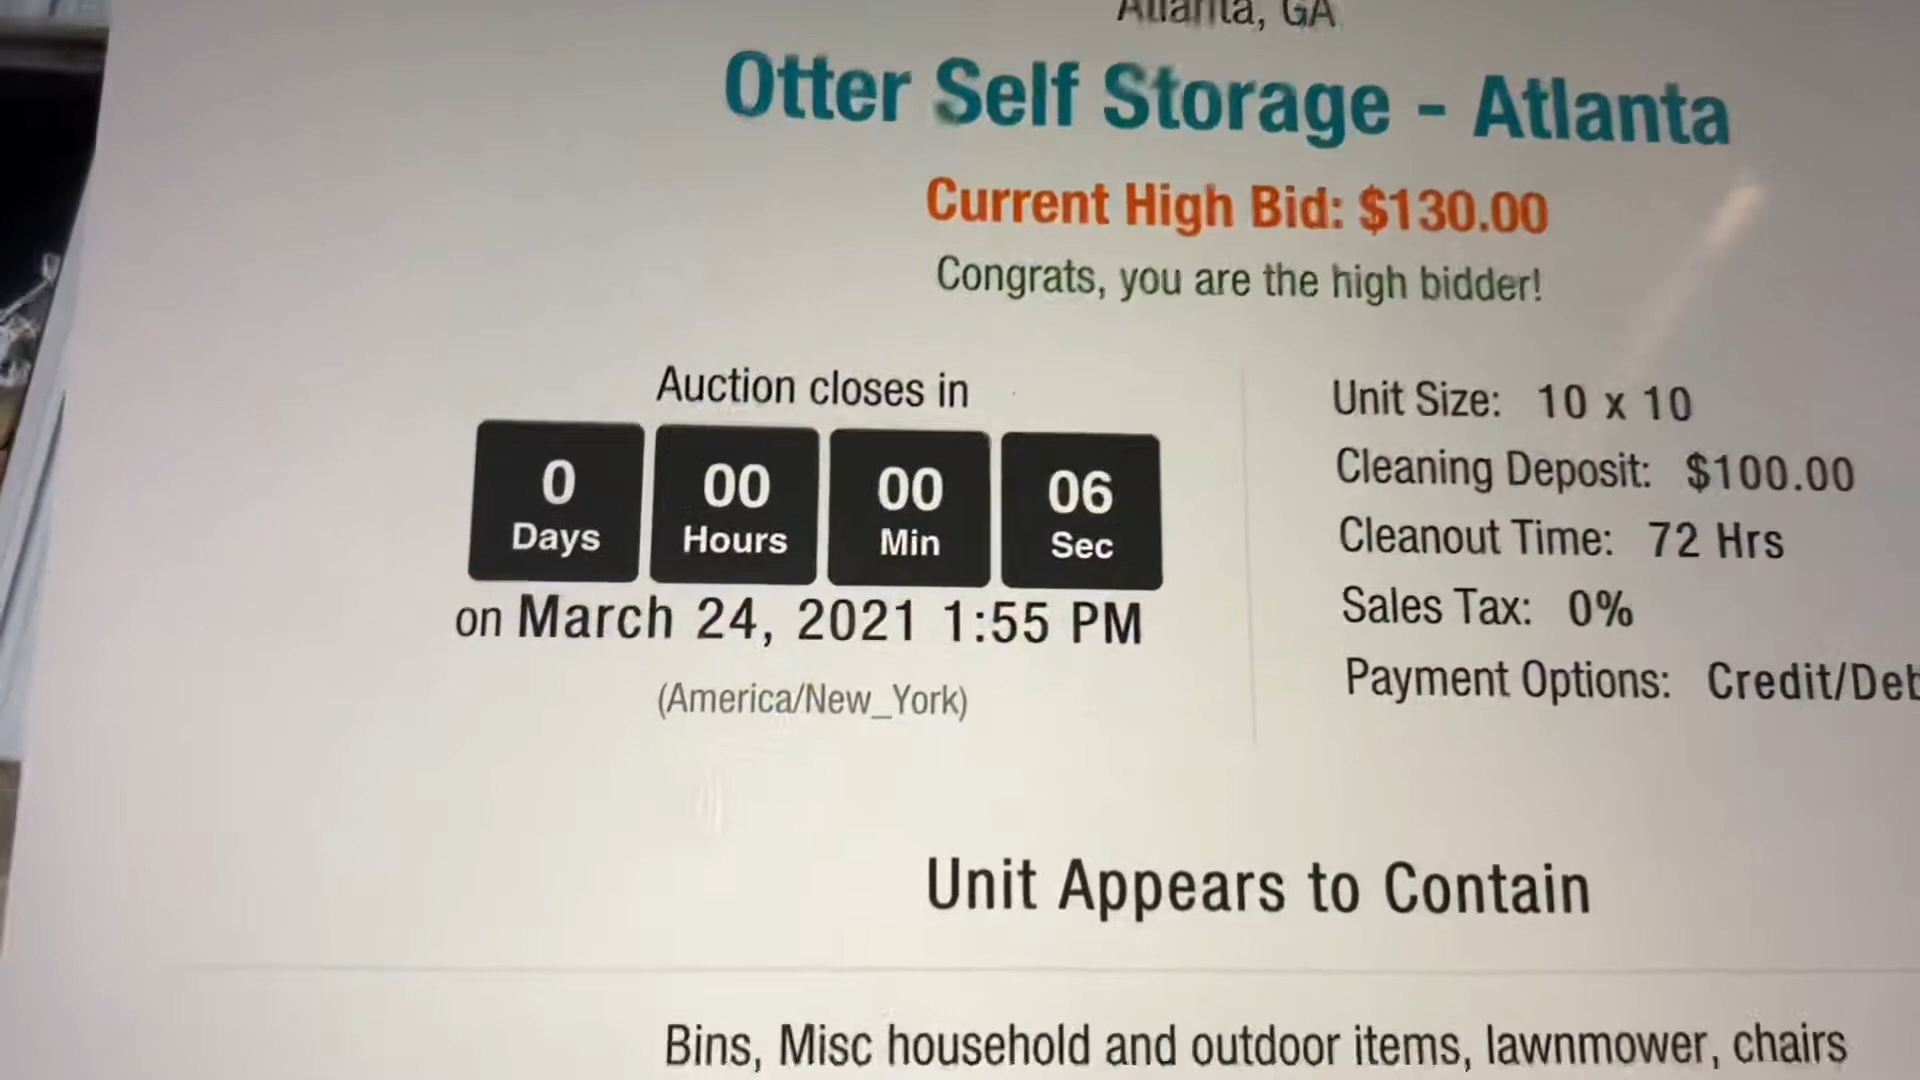 Atlanta, GA
Otter Self Storage - Atlanta
Current High Bid: $130.00
Congrats, you are the high bidder!
Auction closes in
0 Days
00 Hours
00 Min
06 Sec
on March 24, 2021 1:55 PM
(America/New_York)
Unit Size: 10 x 10
Cleaning Deposit: $100.00
Cleanout Time: 72 Hrs
Sales Tax: 0%
Payment Options: Credit/Deb
Unit Appears to Contain
Bins, Misc household and outdoor items, lawnmower, chairs